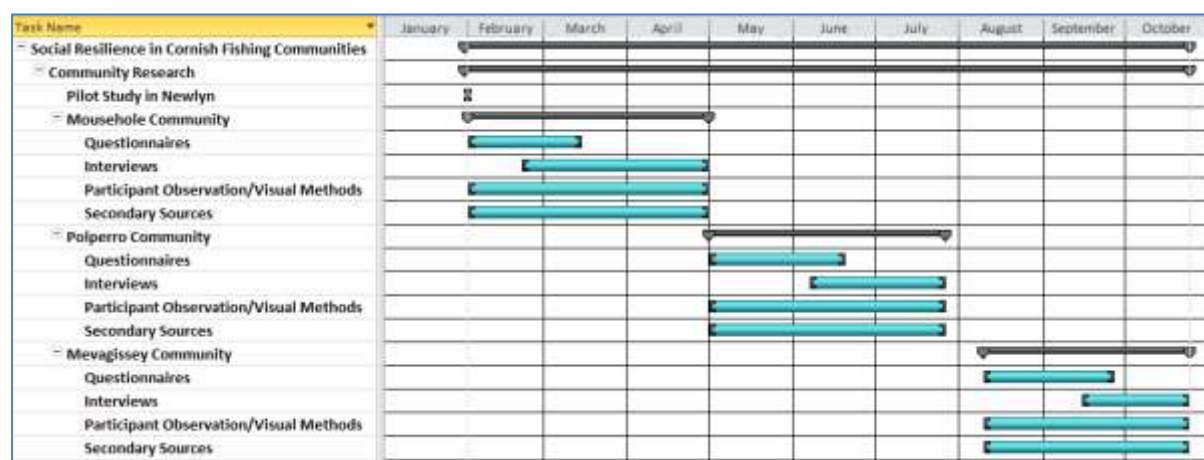 Task Name January February March April May June July August September October
Social Resilience in Cornish Fishing Communities
Community Research
Pilot Study in Newlyn
Mousehole Community
Questionnaires
Interviews
Participant Observation/Visual Methods
Secondary Sources
Polperro Community
Questionnaires
Interviews
Participant Observation/Visual Methods
Secondary Sources
Mevagissey Community
Questionnaires
Interviews
Participant Observation/Visual Methods
Secondary Sources